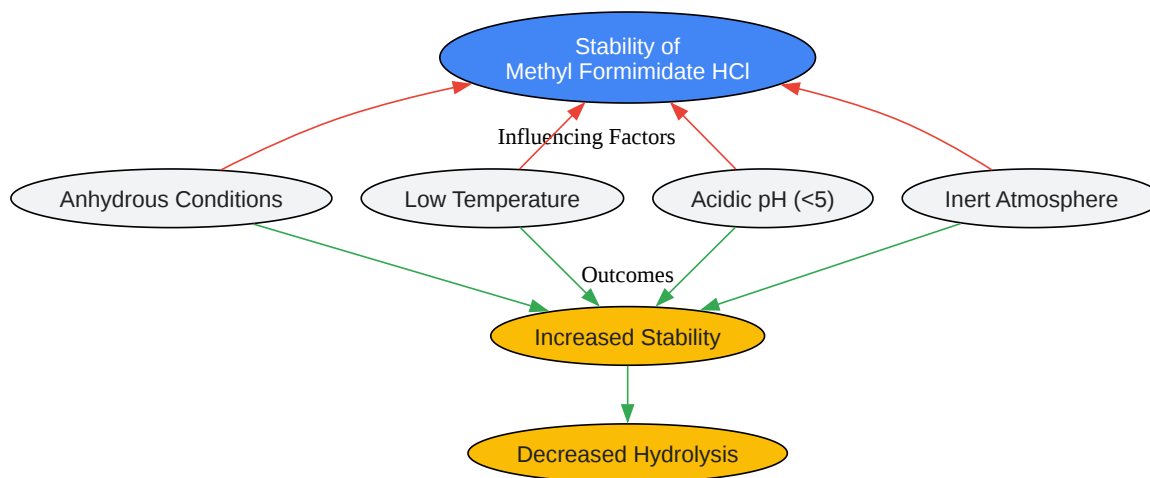 Stability of
Methyl Formimidate HCl
Influencing Factors
Anhydrous Conditions
Low Temperature
Acidic pH (<5)
Inert Atmosphere
Outcomes
Increased Stability
Decreased Hydrolysis